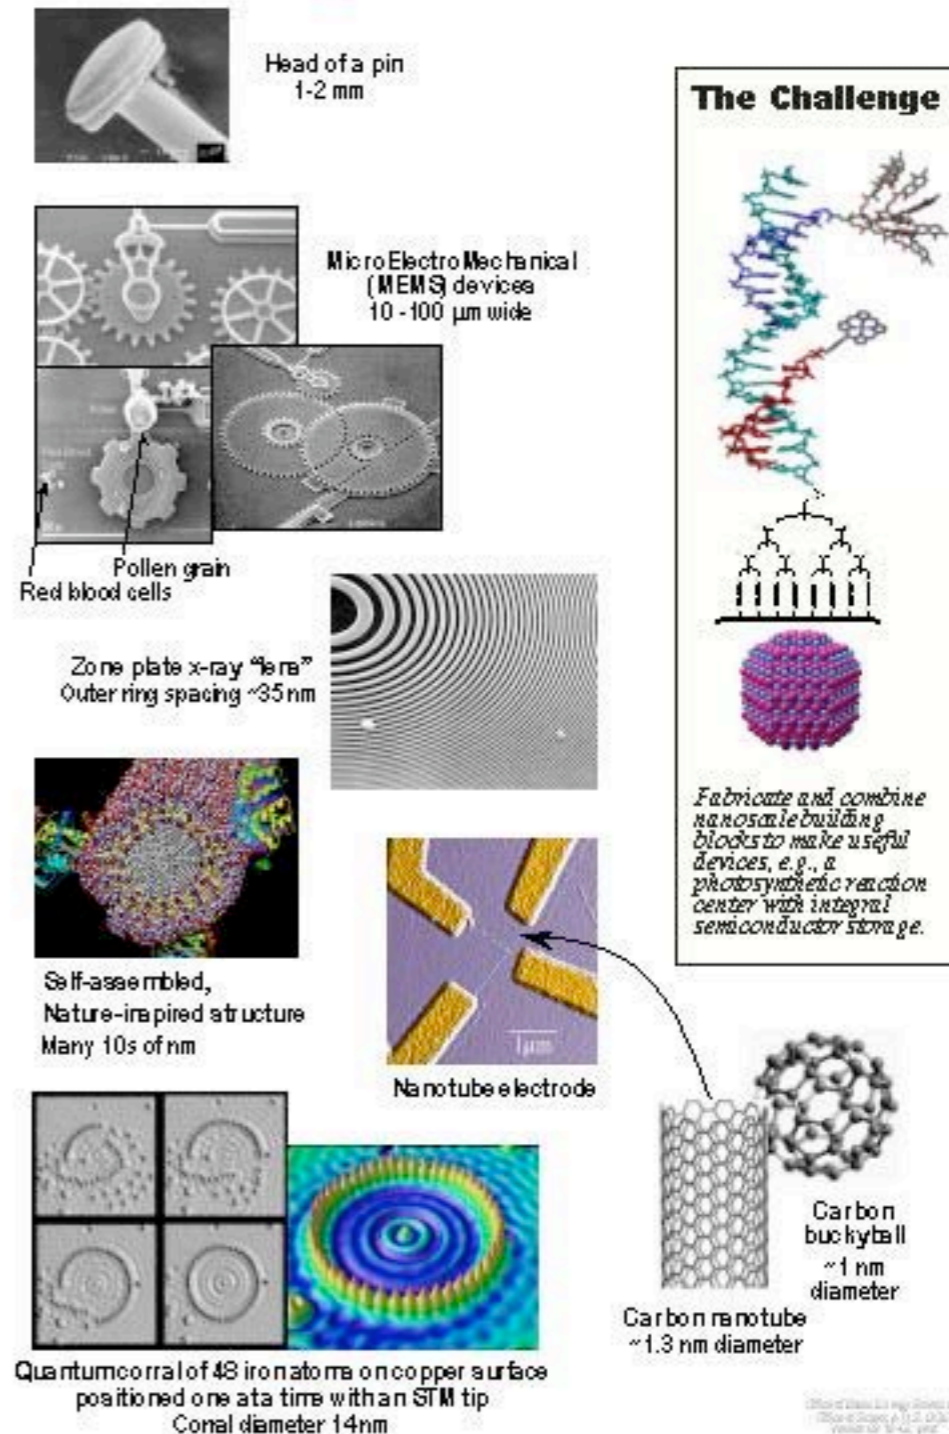 Head of a pin
1-2 mm
The Challenge
MicroElectroMechanical
(MEMS) devices
10 -100 µm wide
Pollen grain
Red blood cells
Zone plate x-ray “lens”
Outer ring spacing ~35 nm
Fabricate and combine
nanoscale building
blocks to make useful
devices, e.g., a
photosynthetic reaction
center with integral
semiconductor storage.
Self-assembled,
Nature-inspired structure
Many 10s of nm
1µm
Nanotube electrode
Carbon
buckyball
~1 nm
diameter
Carbon nanotube
~1.3 nm diameter
Quantum corral of 48 iron atoms on copper surface
positioned one at a time with an STM tip
Corral diameter 14 nm